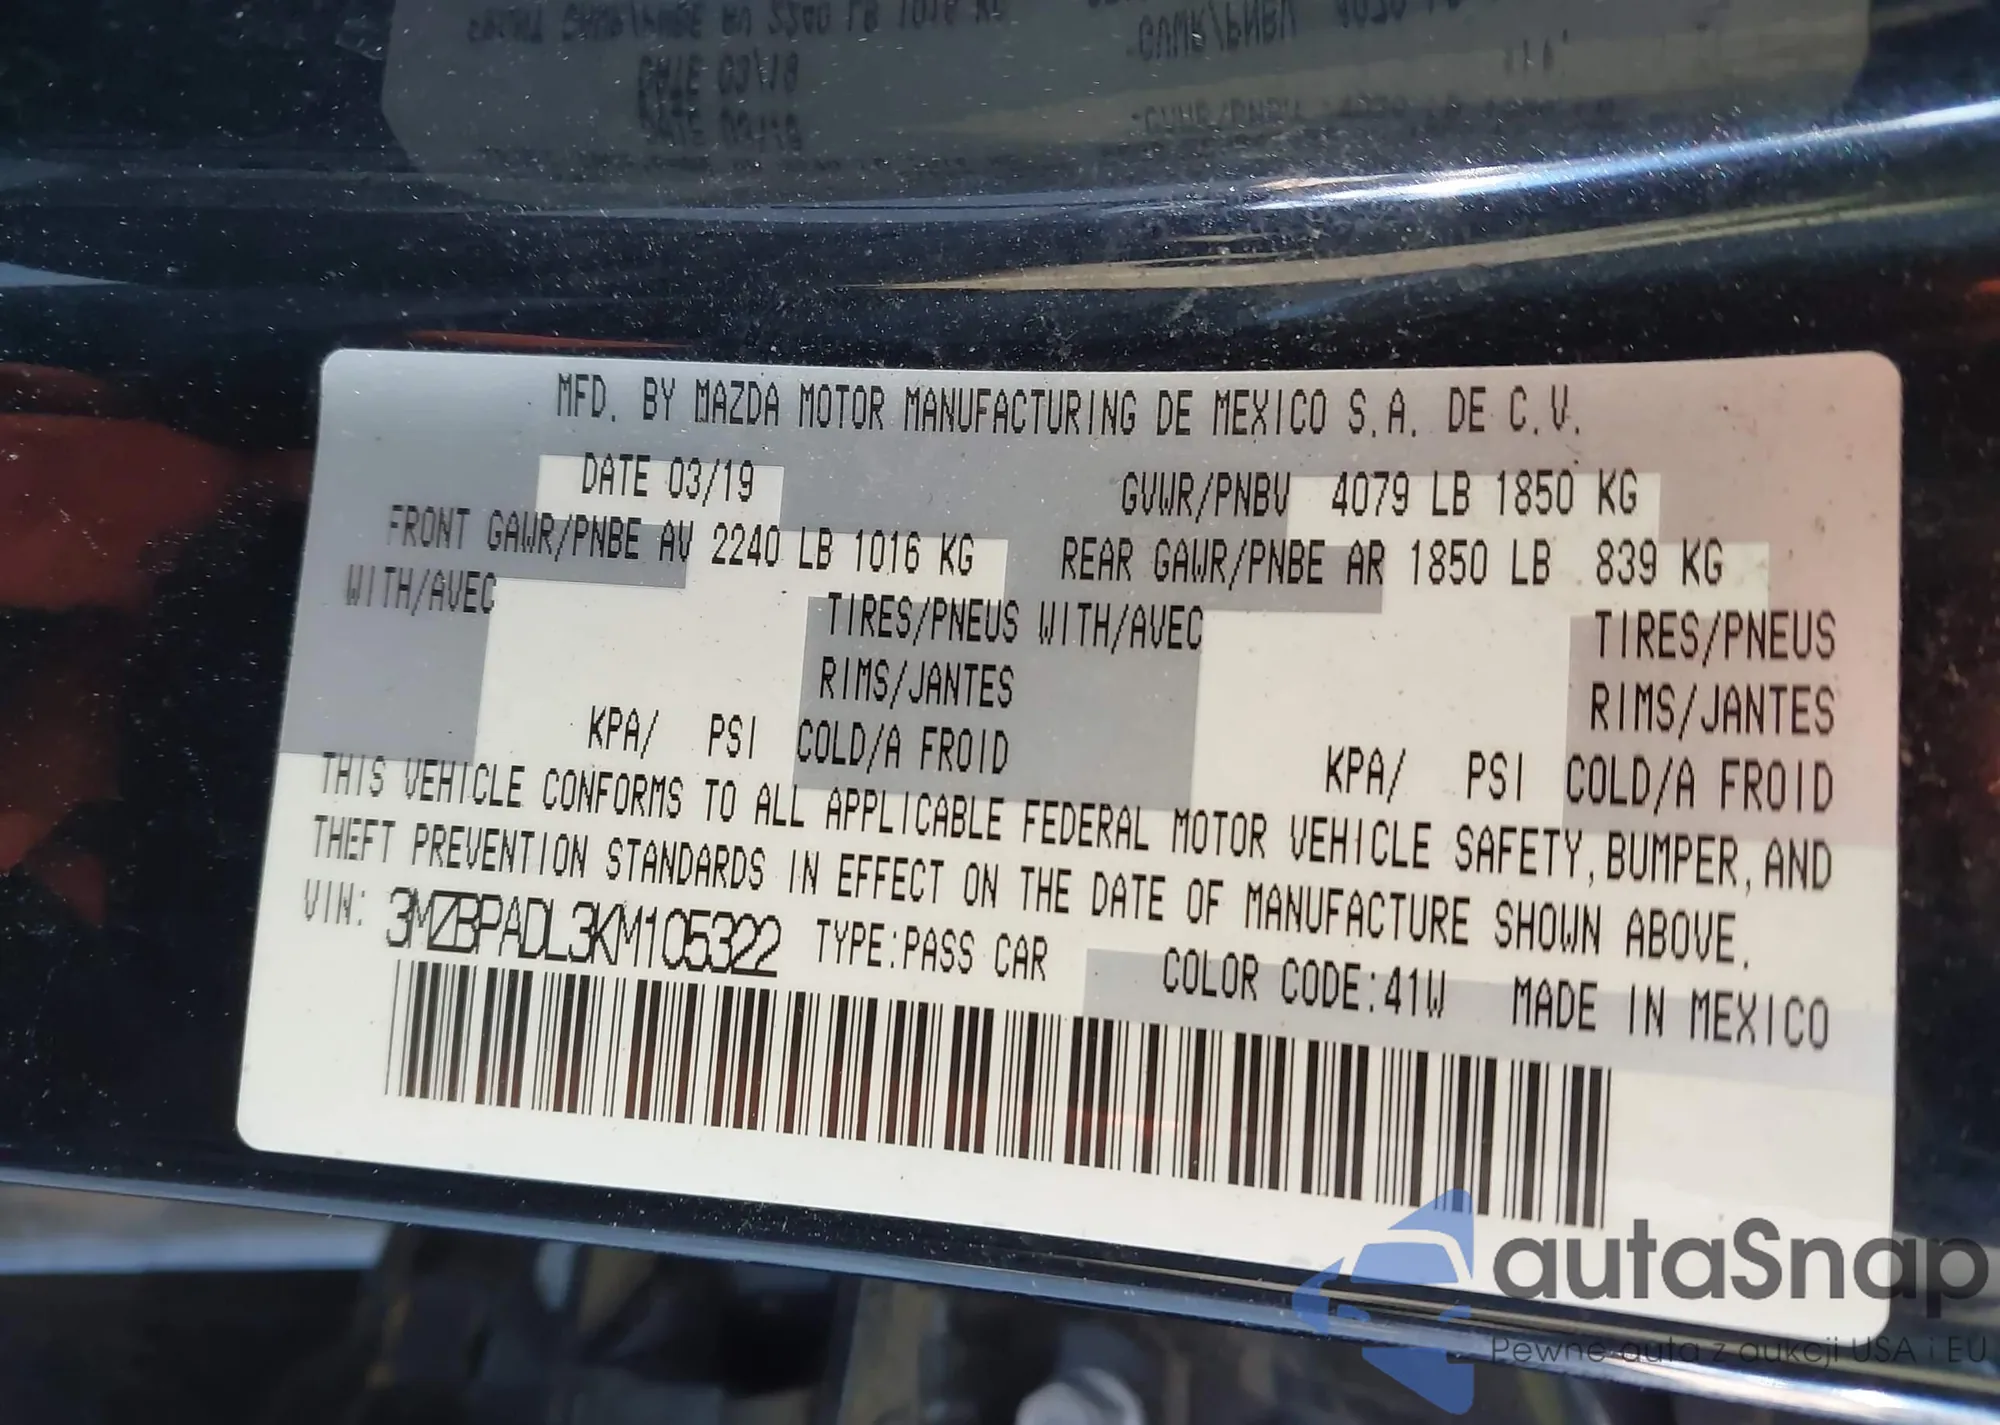 MFD. BY MAZDA MOTOR MANUFACTURING DE MEXICO S.A. DE C.V.
DATE 03/19 GVWR/PNBV 4079 LB 1850 KG
FRONT GAWR/PNBE AV 2240 LB 1016 KG REAR GAWR/PNBE AR 1850 LB 839 KG
WITH/AVEC TIRES/PNEUS WITH/AVEC TIRES/PNEUS
RIMS/JANTES RIMS/JANTES
KPA/ PSI COLD/A FROID KPA/ PSI COLD/A FROID
THIS VEHICLE CONFORMS TO ALL APPLICABLE FEDERAL MOTOR VEHICLE SAFETY, BUMPER, AND
THEFT PREVENTION STANDARDS IN EFFECT ON THE DATE OF MANUFACTURE SHOWN ABOVE.
VIN: 3MZBPADL3KM105322 TYPE:PASS CAR COLOR CODE:41W MADE IN MEXICO
autaSnap
Pewne auta z aukcji USA i EU